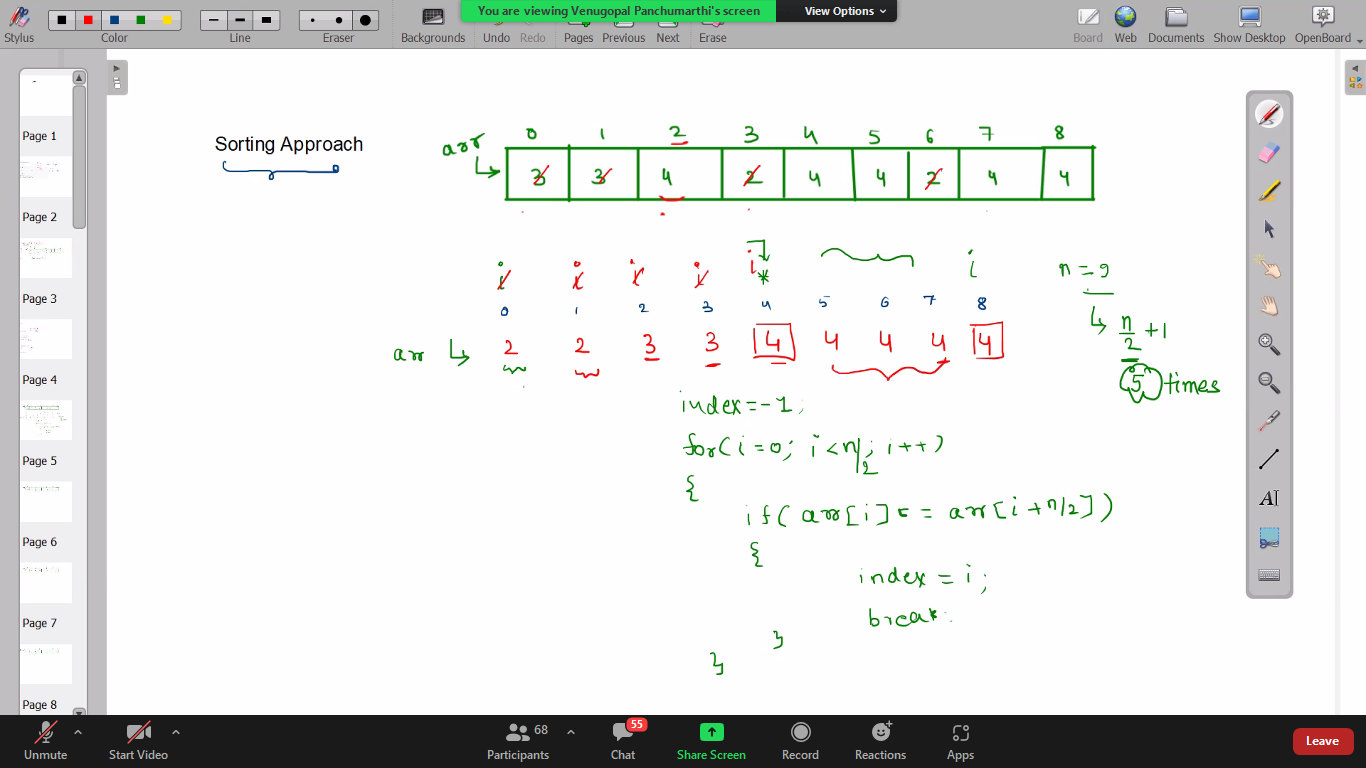 You are viewing Venugopal Panchumarthi's screen View Options
Stylus Color Line Eraser Backgrounds Undo Redo Pages Previous Next Erase Board Web Documents Show Desktop OpenBoard
Page 1
Page 2
Page 3
Page 4
Page 5
Page 6
Page 7
Page 8
Sorting Approach
arr
0 1 2 3 4 5 6 7 8
3 3 4 2 4 4 2 4 4
i i i i i i
0 1 2 3 4 5 6 7 8
arr 2 2 3 3 4 4 4 4 4
n = 9
n/2 + 1
5 times
index = -1;
for(i = 0; i < n/2; i++)
{
if( arr[i] == arr[i + n/2])
{
index = i;
break;
}
}
Unmute Start Video Participants 68 Chat 55 Share Screen Record Reactions Apps Leave